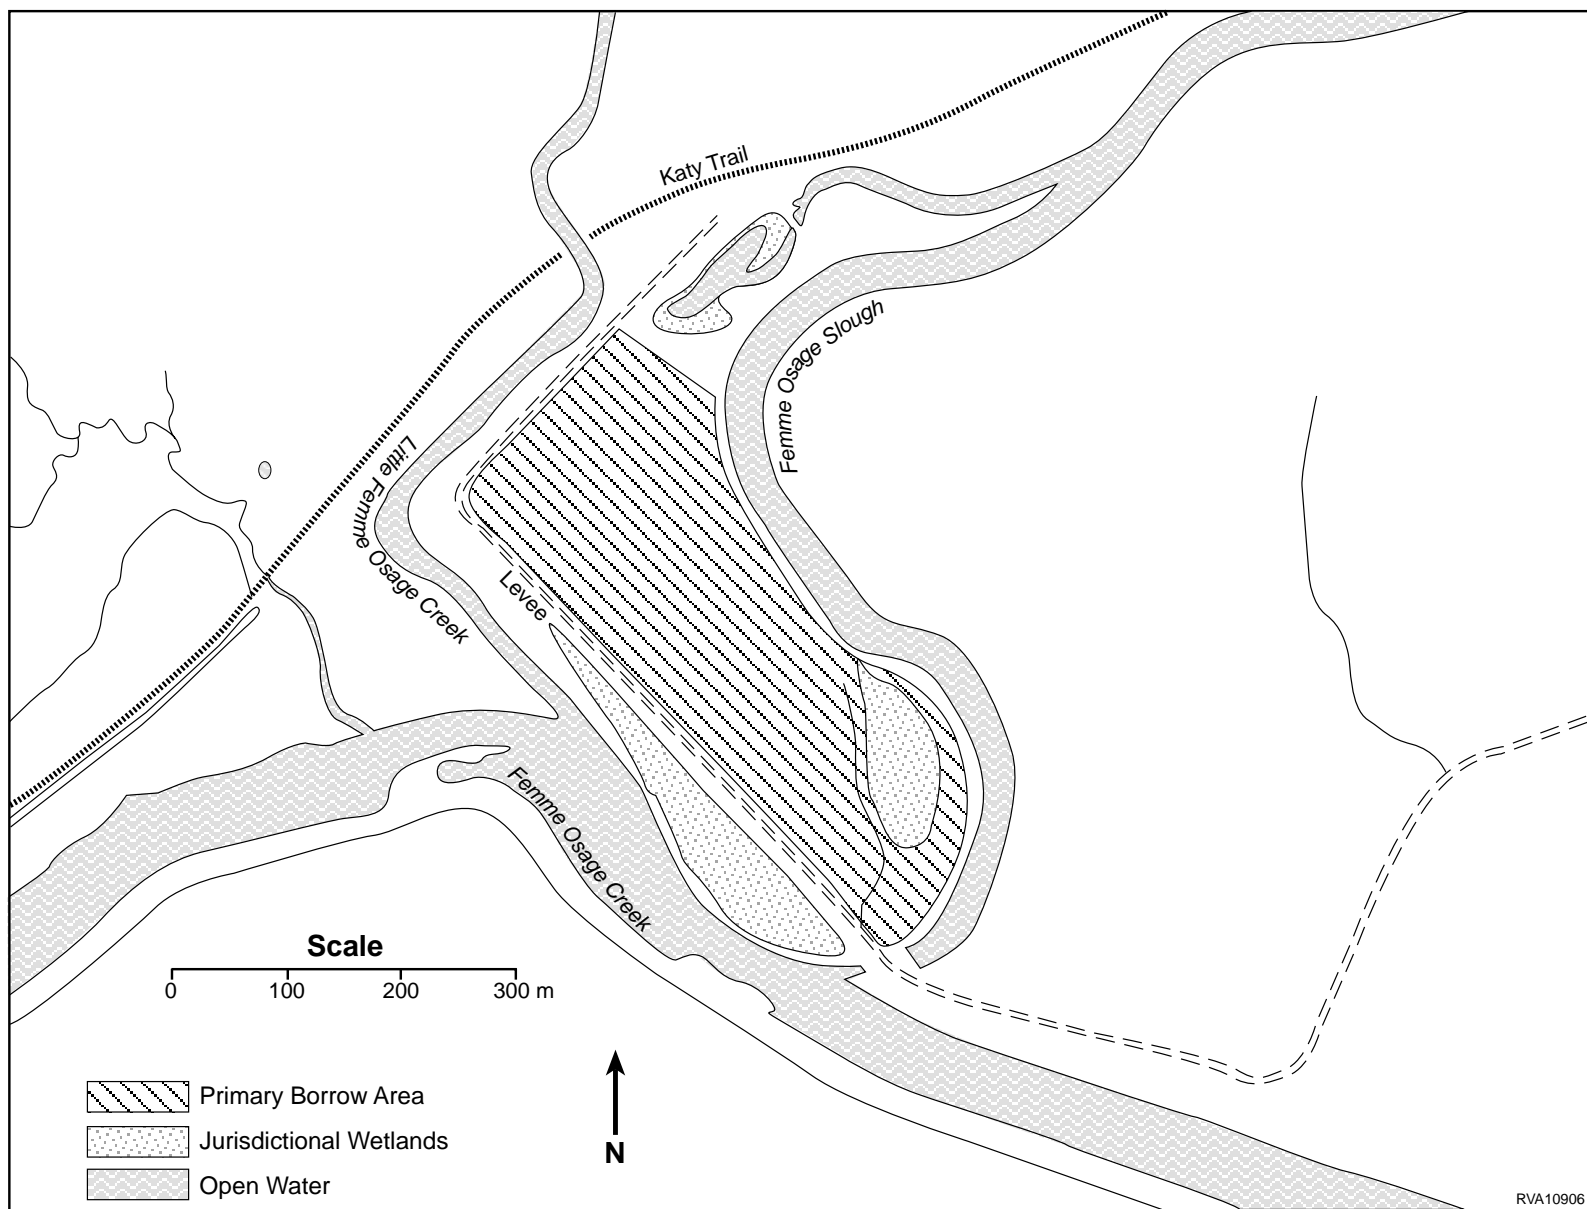 Katy Trail
Femme Osage Slough
Little Femme Osage Creek
Levee
Femme Osage Creek
Scale
0 100 200 300 m
N
Primary Borrow Area
Jurisdictional Wetlands
Open Water
RVA10906